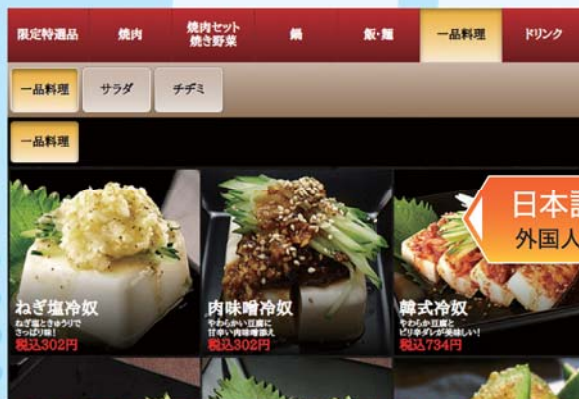 限定特選品
焼肉
焼肉セット
焼き野菜
鍋
飯・麺
一品料理
ドリンク
一品料理
サラダ
チヂミ
一品料理
日本語
外国人
ねぎ塩冷奴
ねぎ塩ときゅうりで
さっぱり味!
税込302円
肉味噌冷奴
やわらかい豆腐に
甘辛い肉味噌添え
税込302円
韓式冷奴
やわらか豆腐と
ピリ辛ダレが美味しい!
税込734円